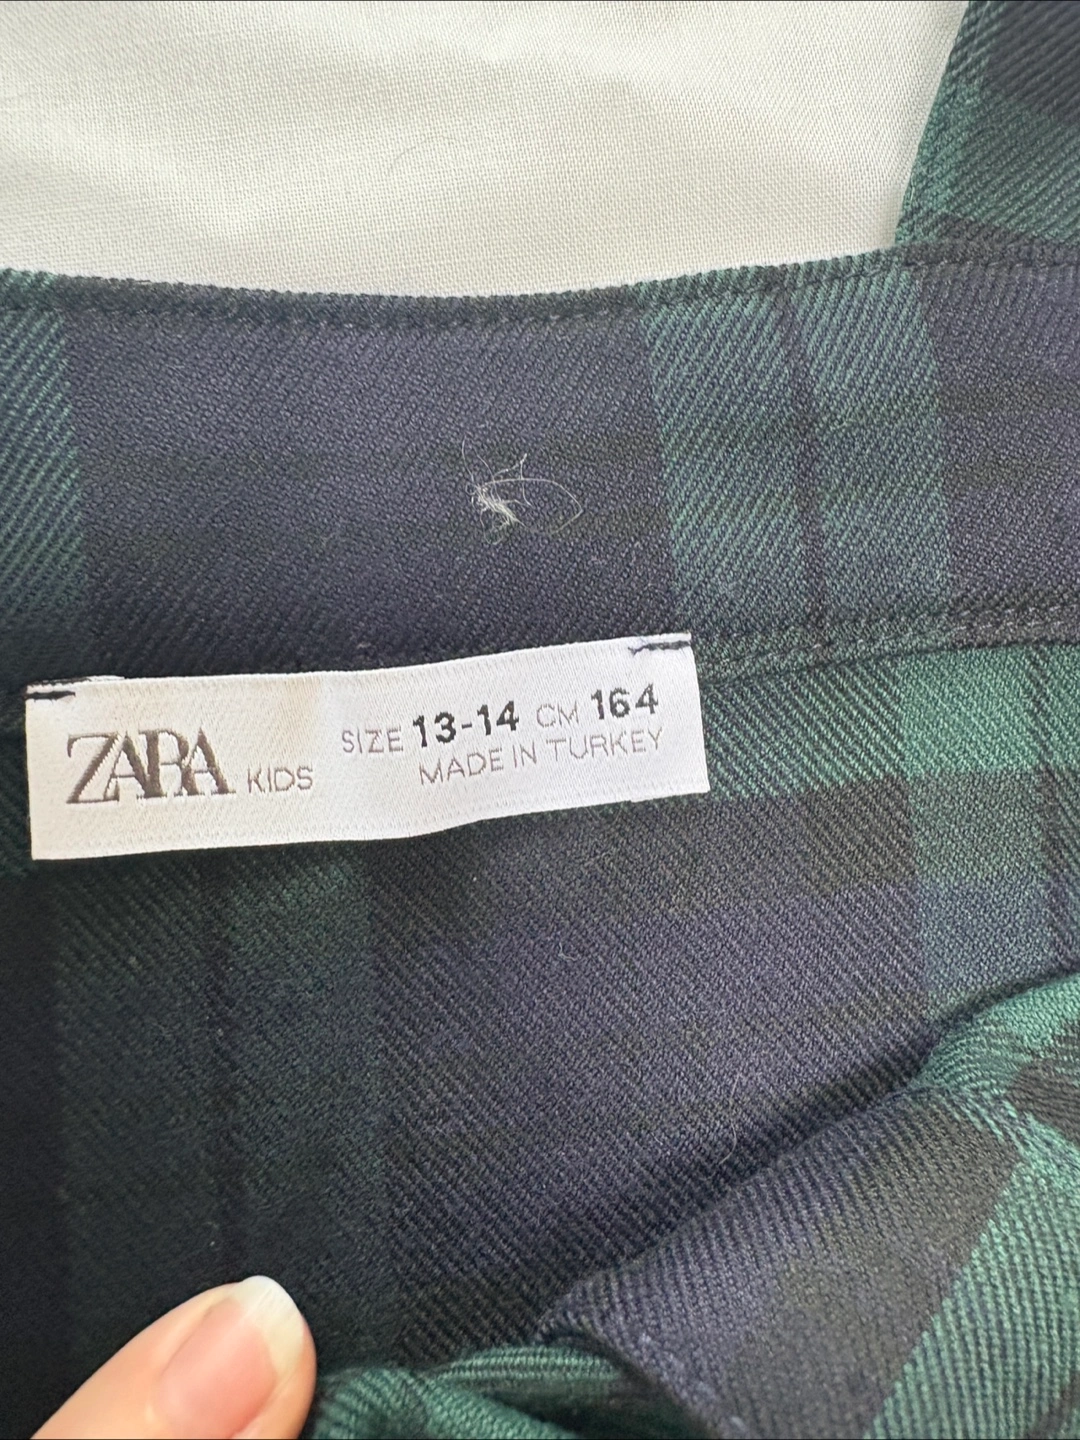 ZARA KIDS
SIZE 13-14 CM 164
MADE IN TURKEY